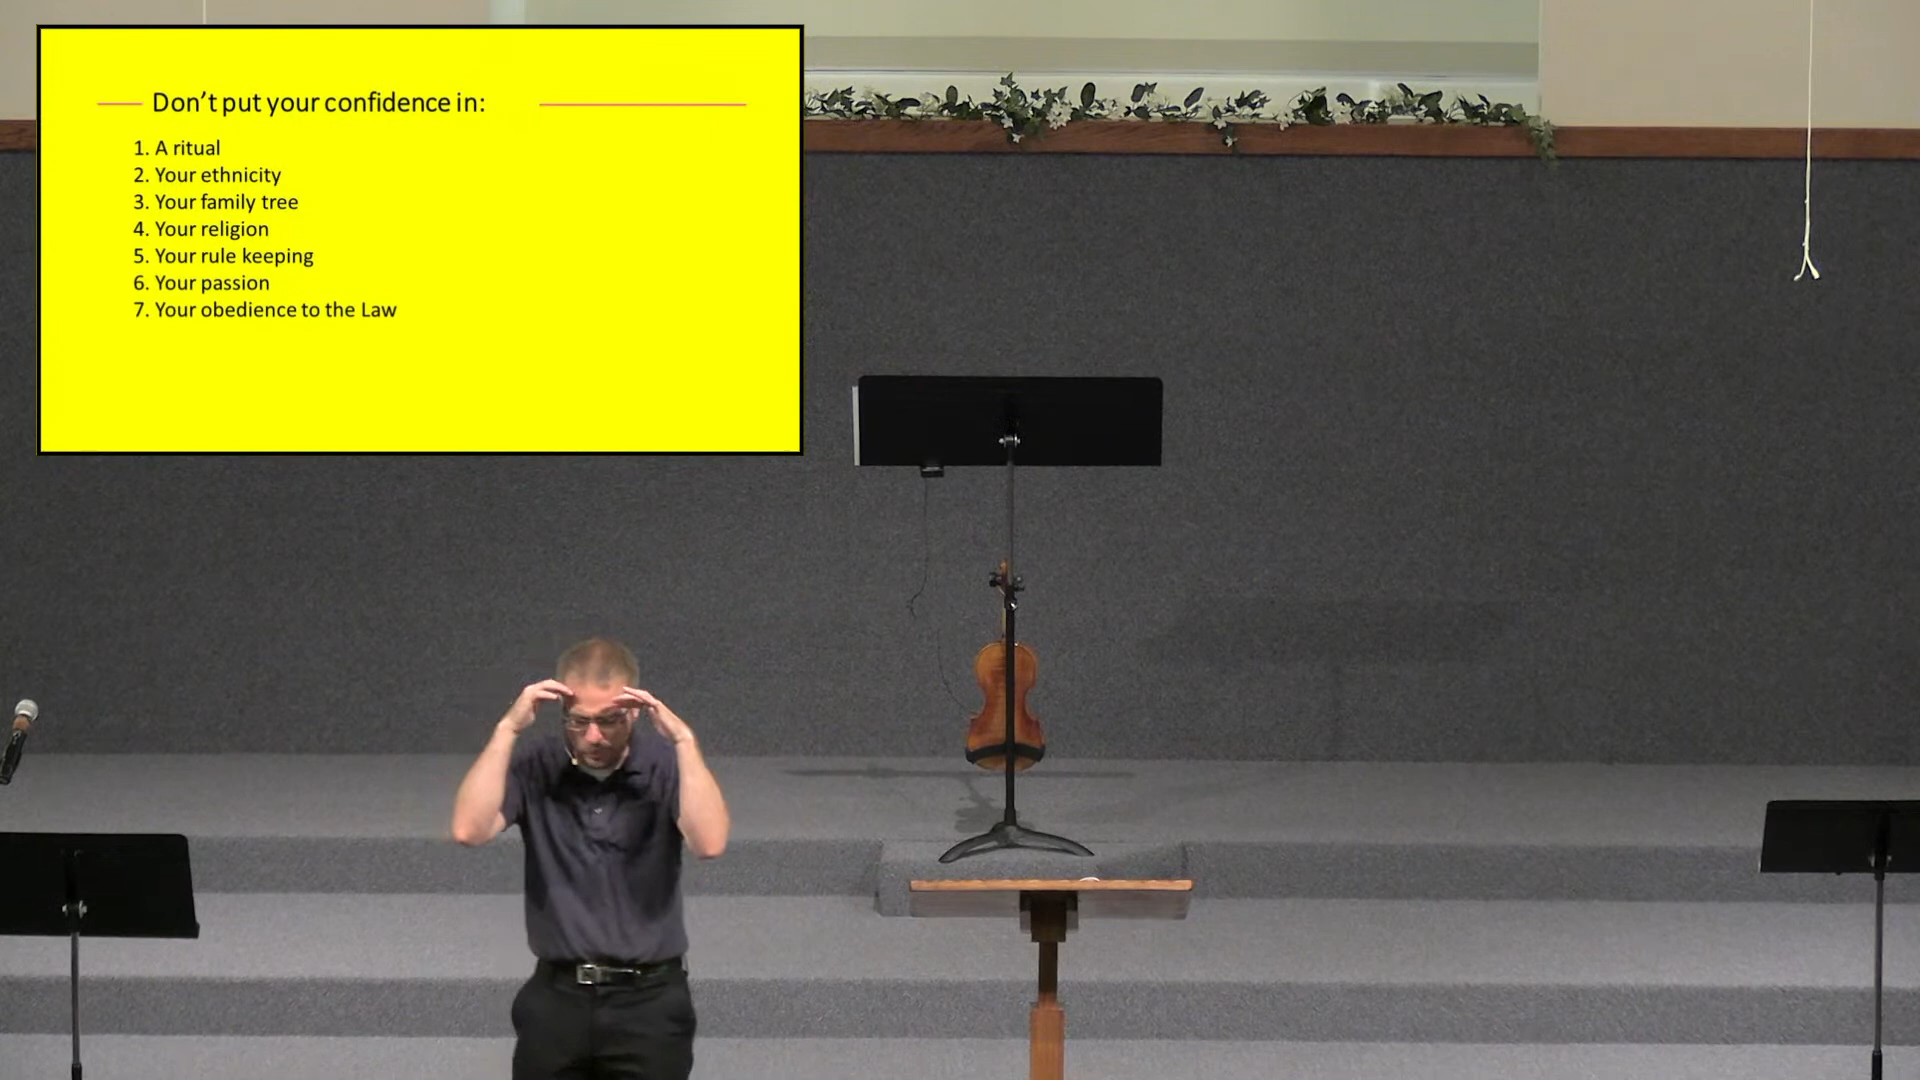 Don’t put your confidence in:
1. A ritual
2. Your ethnicity
3. Your family tree
4. Your religion
5. Your rule keeping
6. Your passion
7. Your obedience to the Law